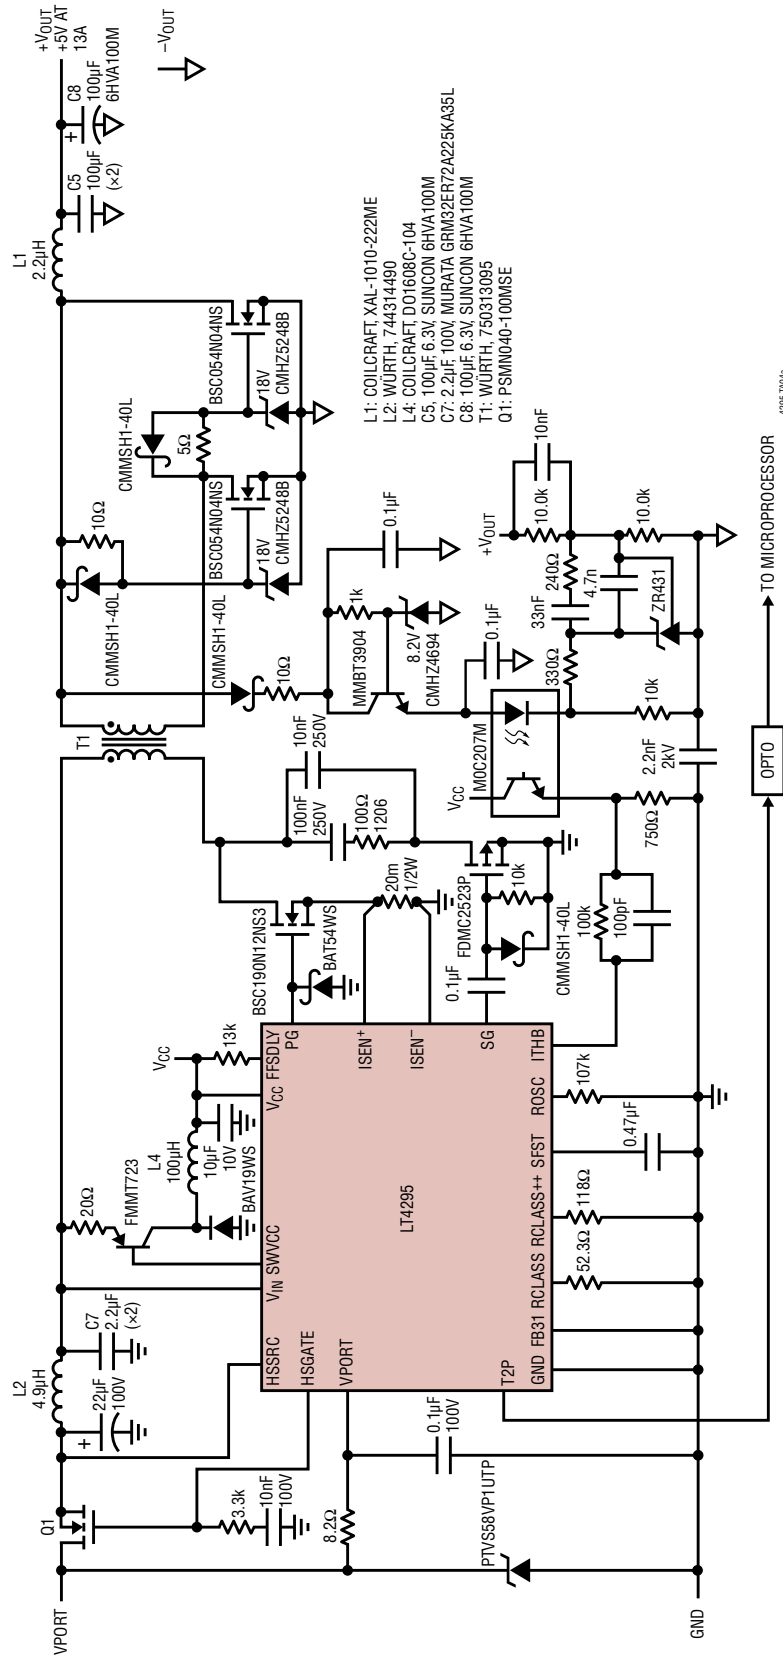 VPORT
Q1
3.3k
10nF
100V
8.2Ω
PTVS58VP1UTP
GND
+
22µF
100V
L2
4.9µH
C7
2.2µF
(×2)
0.1µF
100V
20Ω
FMMT723
L4
100µH
10µF
10V
BAV19WS
VCC
13k
HSSRC
HSGATE
VPORT
VIN
SWVCC
VCC
FFSDLY
PG
ISEN+
ISEN–
SG
ITHB
LT4295
T2P
GND
FB31
RCLASS
RCLASS++
SFST
ROSC
52.3Ω
118Ω
0.47µF
107k
BSC190N12NS3
BAT54WS
20m
1/2W
0.1µF
FDMC2523P
10k
CMMSH1-40L
100k
100pF
100nF
250V
100Ω
1206
10nF
250V
T1
VCC
MOC207M
750Ω
2.2nF
2kV
10k
330Ω
33nF
240Ω
4.7n
ZR431
10.0k
10.0k
10nF
+VOUT
0.1µF
MMBT3904
1k
8.2V
CMHZ4694
0.1µF
10Ω
CMMSH1-40L
CMMSH1-40L
10Ω
BSC054N04NS
18V
CMHZ5248B
CMMSH1-40L
5Ω
BSC054N04NS
18V
CMHZ5248B
L1
2.2µH
C5
100µF
(×2)
+
C8
100µF
6HVA100M
+VOUT
+5V AT
13A
–VOUT
L1: COILCRAFT, XAL-1010-222ME
L2: WÜRTH, 744314490
L4: COILCRAFT, DO1608C-104
C5, 100µF, 6.3V, SUNCON 6HVA100M
C7: 2.2µF, 100V, MURATA GRM32ER72A225KA35L
C8: 100µF, 6.3V, SUNCON 6HVA100M
T1: WÜRTH, 750313095
Q1: PSMN040-100MSE
OPTO
TO MICROPROCESSOR